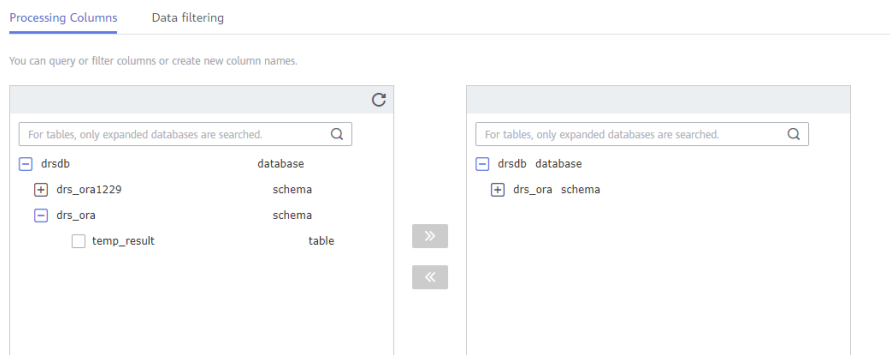 Processing Columns Data filtering
You can query or filter columns or create new column names.
For tables, only expanded databases are searched.
drsdb database
drs_ora1229 schema
drs_ora schema
temp_result table
For tables, only expanded databases are searched.
drsdb database
drs_ora schema